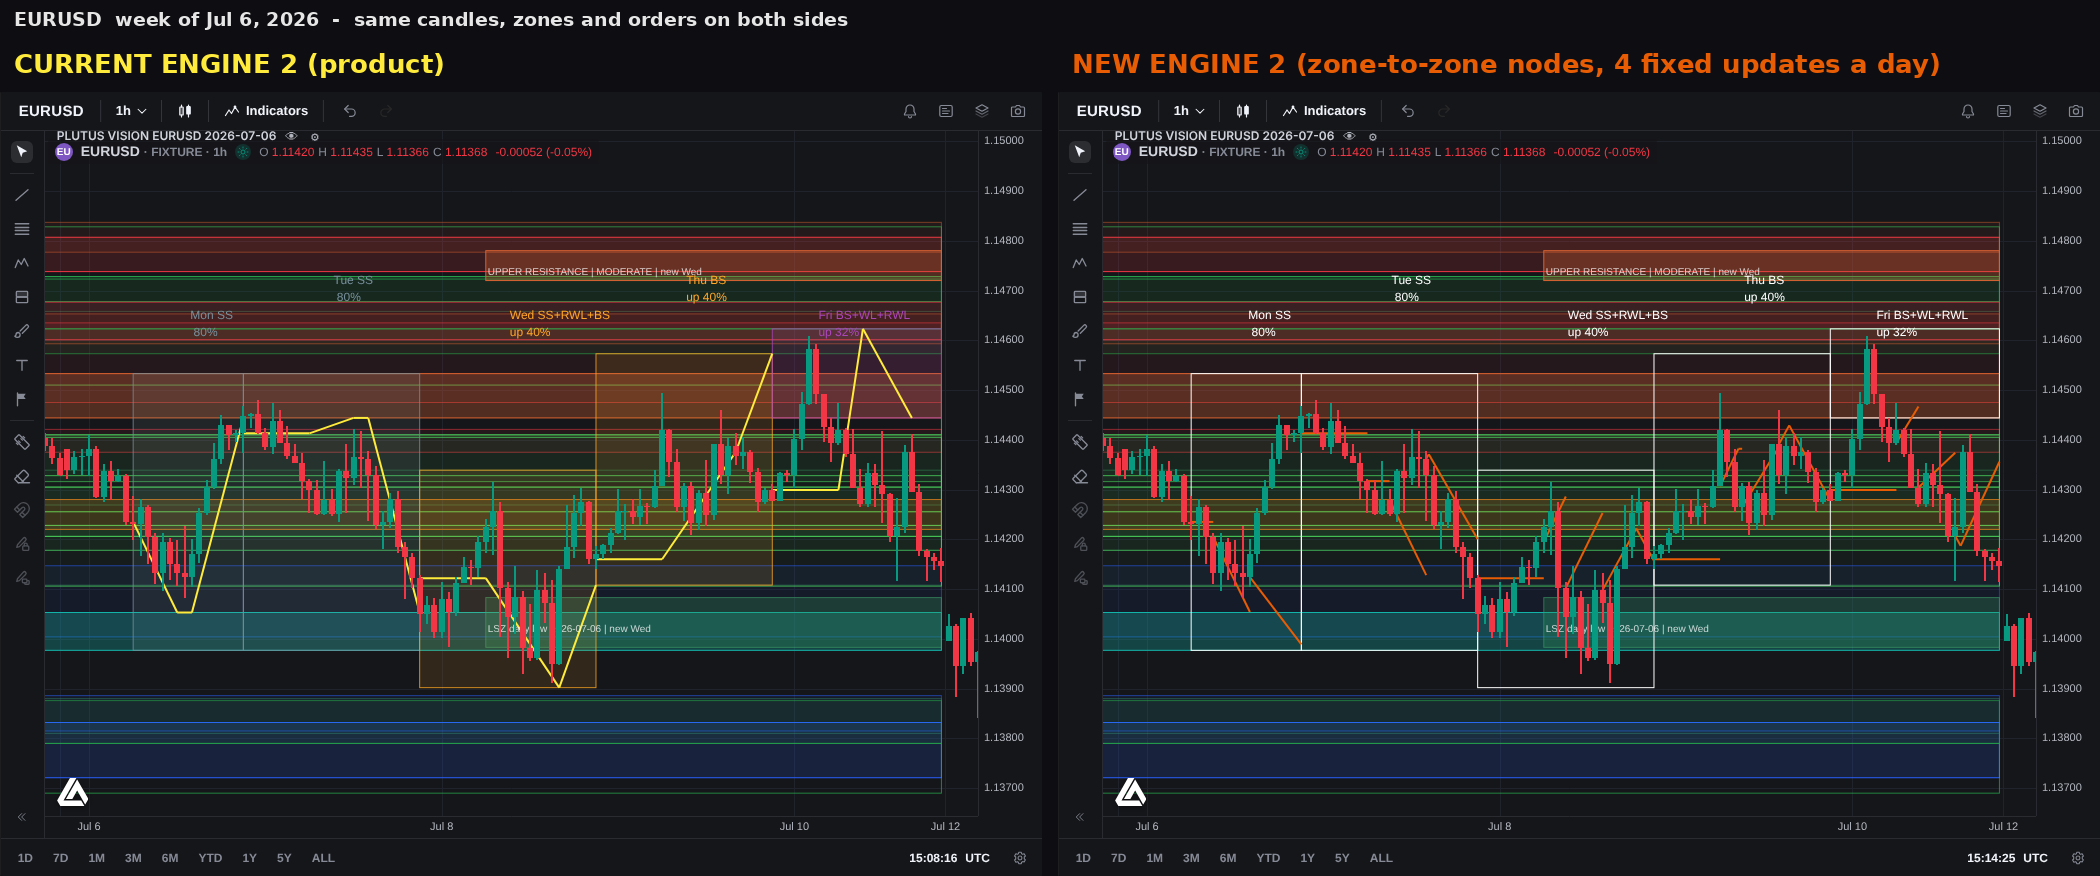 EURUSD week of Jul 6, 2026 - same candles, zones and orders on both sides
CURRENT ENGINE 2 (product)
EURUSD 1h Indicators
PLUTUS VISION EURUSD 2026-07-06
EU EURUSD · FIXTURE · 1h O 1.11420 H 1.11435 L 1.11366 C 1.11368 -0.00052 (-0.05%)
1.15000
1.14900
1.14800
1.14700
1.14600
1.14500
1.14400
1.14300
1.14200
1.14100
1.14000
1.13900
1.13800
1.13700
UPPER RESISTANCE | MODERATE | new Wed
Tue SS
80%
Thu BS
up 40%
Mon SS
80%
Wed SS+RWL+BS
up 40%
Fri BS+WL+RWL
up 32%
26-07-06 | new Wed
Jul 6 Jul 8 Jul 10 Jul 12
1D 7D 1M 3M 6M YTD 1Y 5Y ALL 15:08:16 UTC
NEW ENGINE 2 (zone-to-zone nodes, 4 fixed updates a day)
EURUSD 1h Indicators
PLUTUS VISION EURUSD 2026-07-06
EU EURUSD · FIXTURE · 1h O 1.11420 H 1.11435 L 1.11366 C 1.11368 -0.00052 (-0.05%)
1.15000
1.14900
1.14800
1.14700
1.14600
1.14500
1.14400
1.14300
1.14200
1.14100
1.14000
1.13900
1.13800
1.13700
UPPER RESISTANCE | MODERATE | new Wed
Tue SS
80%
Thu BS
up 40%
Mon SS
80%
Wed SS+RWL+BS
up 40%
Fri BS+WL+RWL
up 32%
26-07-06 | new Wed
Jul 6 Jul 8 Jul 10 Jul 12
1D 7D 1M 3M 6M YTD 1Y 5Y ALL 15:14:25 UTC